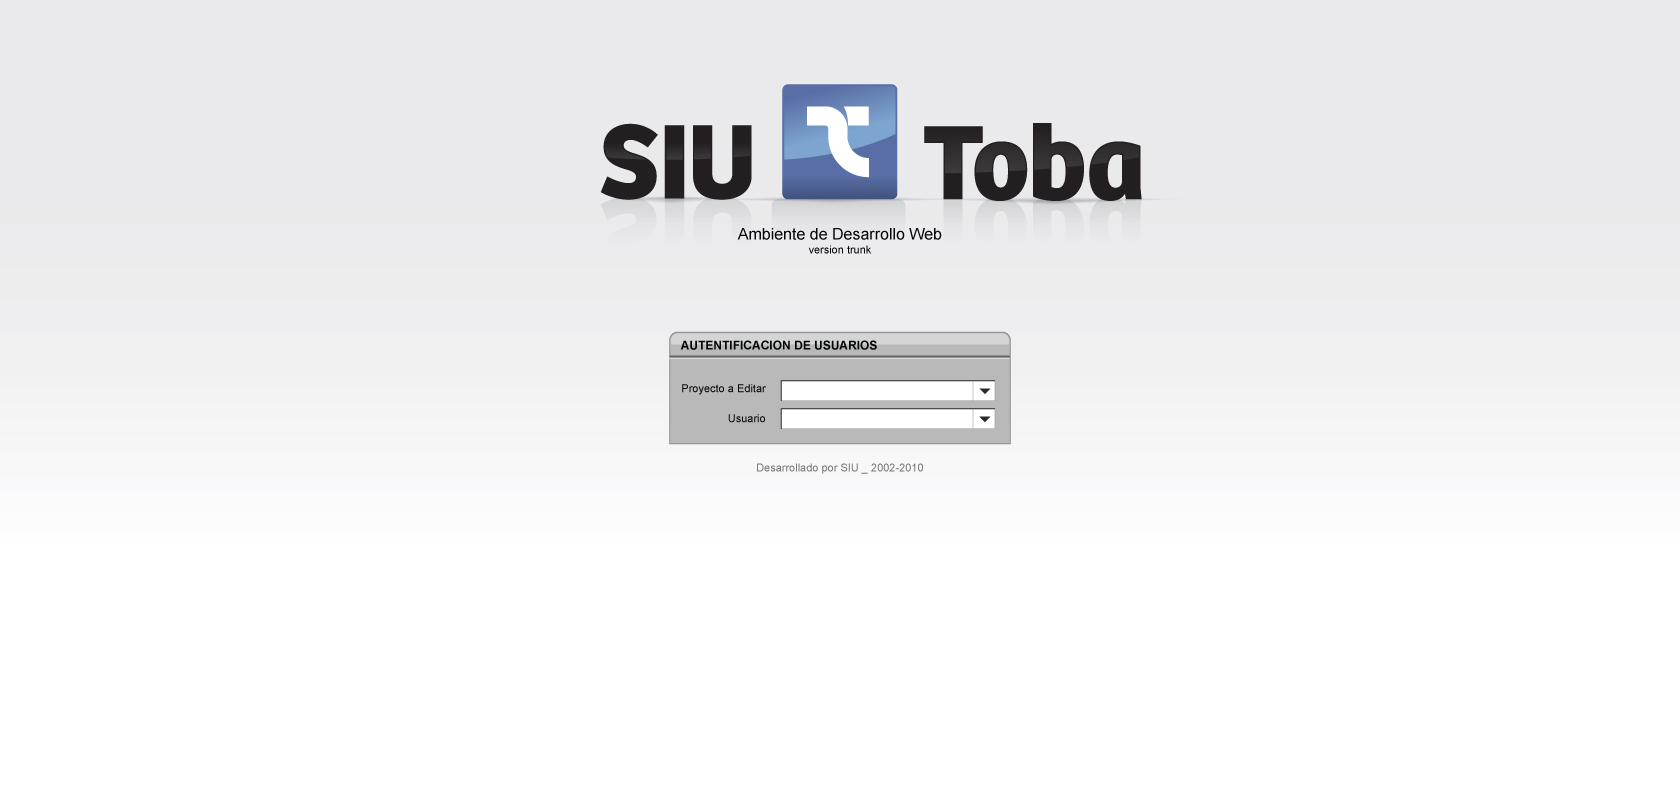 SIU Toba
Ambiente de Desarrollo Web
version trunk
AUTENTIFICACION DE USUARIOS
Proyecto a Editar
Usuario
Desarrollado por SIU _ 2002-2010